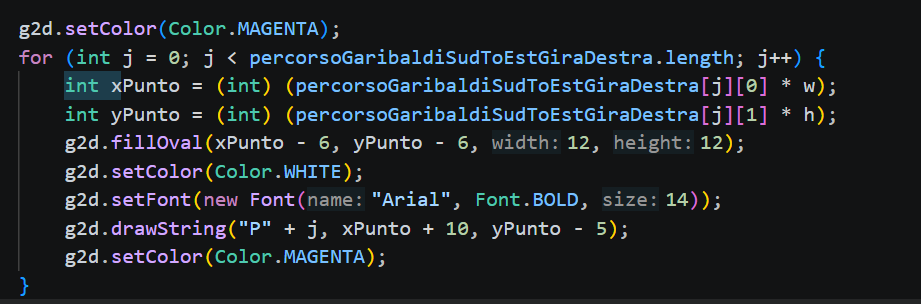 g2d.setColor(Color.MAGENTA);
for (int j = 0; j < percorsoGaribaldiSudToEstGiraDestra.length; j++) {
    int xPunto = (int) (percorsoGaribaldiSudToEstGiraDestra[j][0] * w);
    int yPunto = (int) (percorsoGaribaldiSudToEstGiraDestra[j][1] * h);
    g2d.fillOval(xPunto - 6, yPunto - 6, width: 12, height: 12);
    g2d.setColor(Color.WHITE);
    g2d.setFont(new Font(name: "Arial", Font.BOLD, size: 14));
    g2d.drawString("P" + j, xPunto + 10, yPunto - 5);
    g2d.setColor(Color.MAGENTA);
}